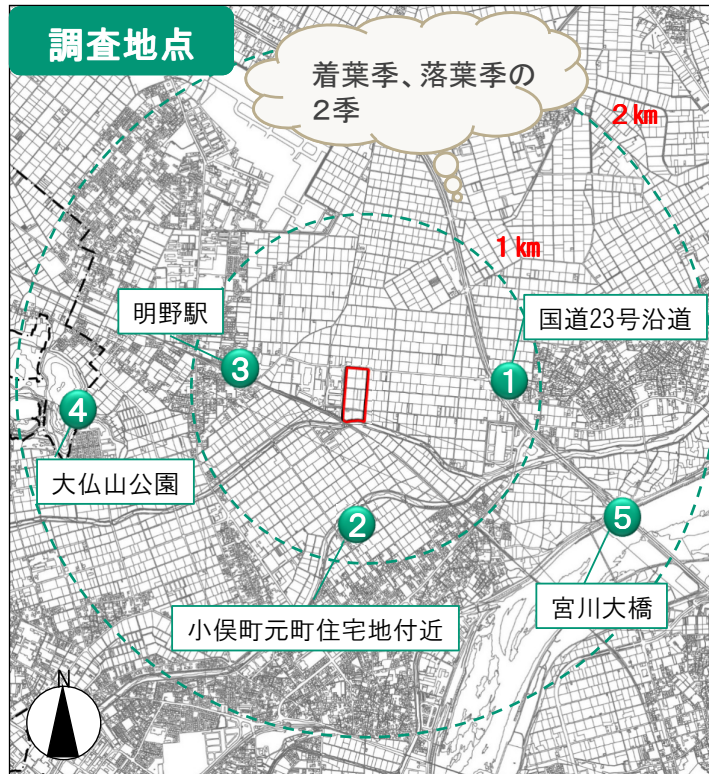 調査地点
着葉季、落葉季の
2季
2㎞
1㎞
明野駅
国道23号沿道
3
1
4
大仏山公園
2
5
小俣町元町住宅地付近
宮川大橋
N